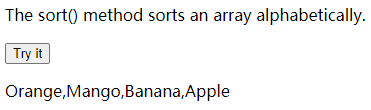 The sort() method sorts an array alphabetically.
Try it
Orange,Mango,Banana,Apple